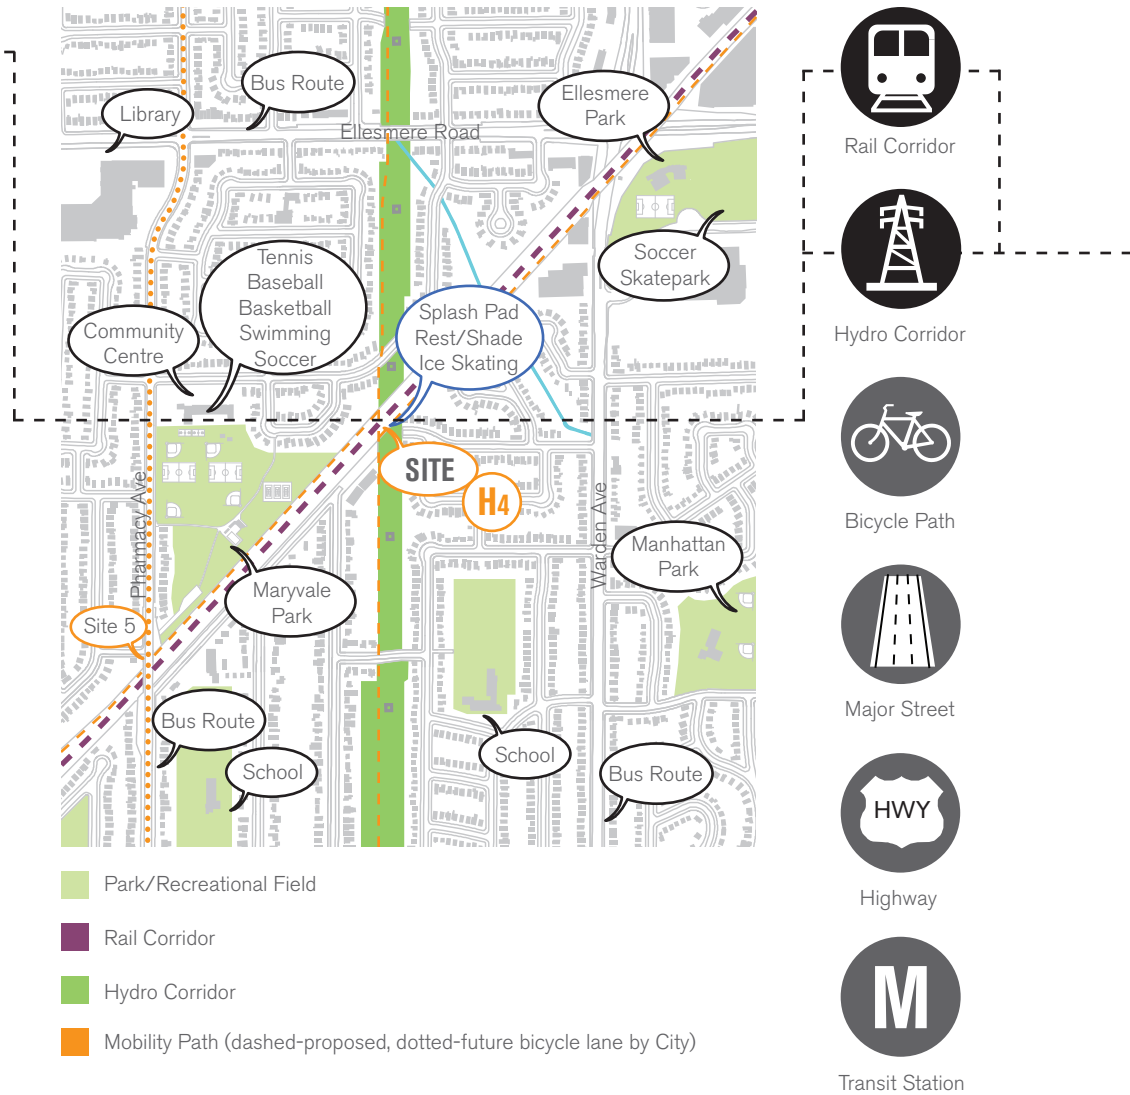 Bus Route
Library
Ellesmere
Park
Ellesmere Road
Soccer
Skatepark
Tennis
Baseball
Basketball
Swimming
Soccer
Community
Centre
Splash Pad
Rest/Shade
Ice Skating
SITE
H4
Pharmacy Ave
Warden Ave
Manhattan
Park
Maryvale
Park
Site 5
Bus Route
School
School
Bus Route
Park/Recreational Field
Rail Corridor
Hydro Corridor
Mobility Path (dashed-proposed, dotted-future bicycle lane by City)
Rail Corridor
Hydro Corridor
Bicycle Path
Major Street
HWY
Highway
M
Transit Station